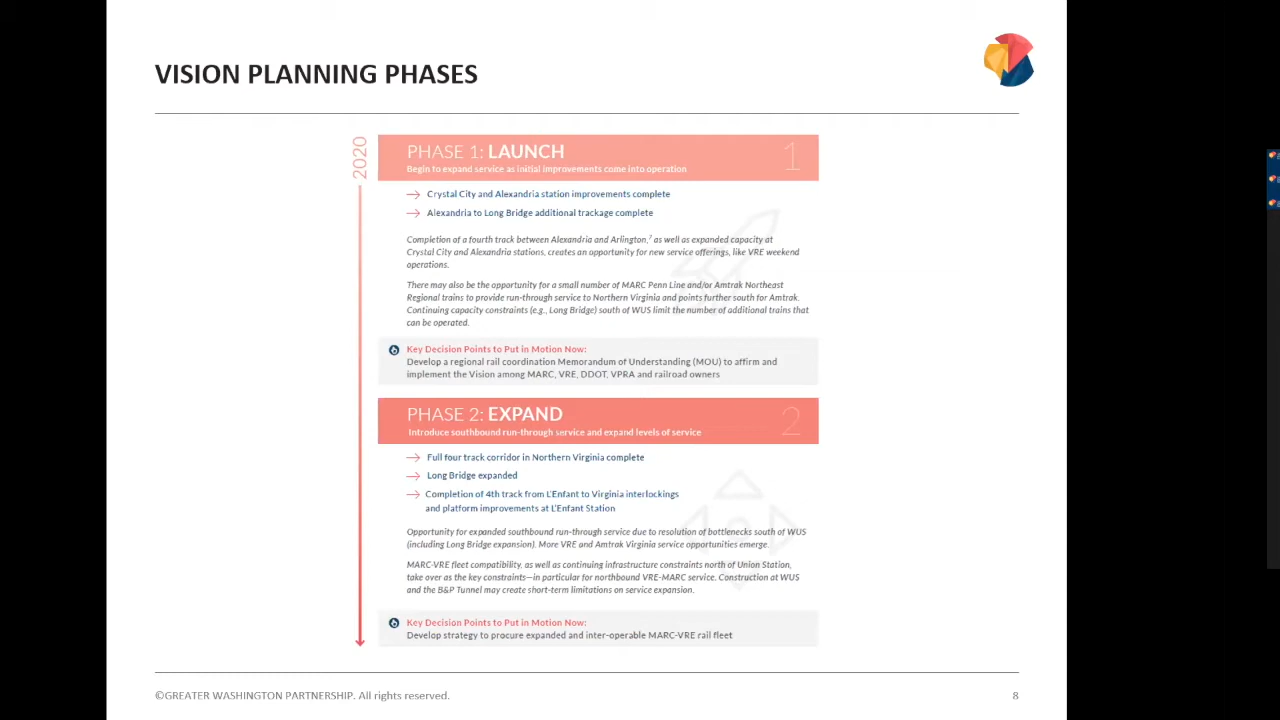 VISION PLANNING PHASES
2020
PHASE 1: LAUNCH
1
Begin to expand service as initial improvements come into operation
→ Crystal City and Alexandria station improvements complete
→ Alexandria to Long Bridge additional trackage complete
Completion of a fourth track between Alexandria and Arlington,⁷ as well as expanded capacity at
Crystal City and Alexandria stations, creates an opportunity for new service offerings, like VRE weekend
operations.
There may also be the opportunity for a small number of MARC Penn Line and/or Amtrak Northeast
Regional trains to provide run-through service to Northern Virginia and points further south for Amtrak.
Continuing capacity constraints (e.g., Long Bridge) south of WUS limit the number of additional trains that
can be operated.
Key Decision Points to Put in Motion Now:
Develop a regional rail coordination Memorandum of Understanding (MOU) to affirm and
implement the Vision among MARC, VRE, DDOT, VPRA and railroad owners
PHASE 2: EXPAND
2
Introduce southbound run-through service and expand levels of service
→ Full four track corridor in Northern Virginia complete
→ Long Bridge expanded
→ Completion of 4th track from L'Enfant to Virginia interlockings
and platform improvements at L'Enfant Station
Opportunity for expanded southbound run-through service due to resolution of bottlenecks south of WUS
(including Long Bridge expansion). More VRE and Amtrak Virginia service opportunities emerge.
MARC-VRE fleet compatibility, as well as continuing infrastructure constraints north of Union Station,
take over as the key constraints—in particular for northbound VRE-MARC service. Construction at WUS
and the B&P Tunnel may create short-term limitations on service expansion.
Key Decision Points to Put in Motion Now:
Develop strategy to procure expanded and inter-operable MARC-VRE rail fleet
©GREATER WASHINGTON PARTNERSHIP. All rights reserved.
8